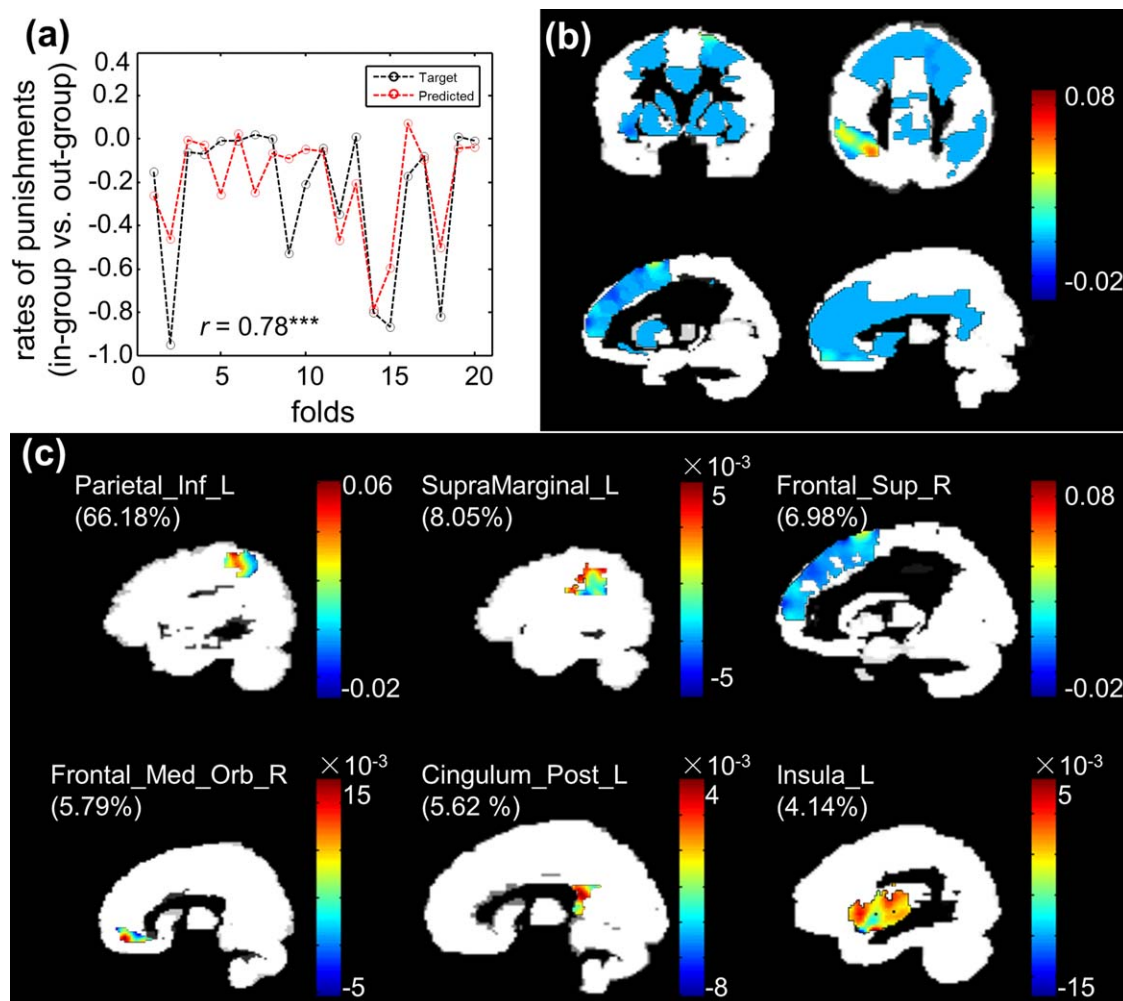 (a)
rates of punishments
(in-group vs. out-group)
0.4
0.2
0.0
-0.2
-0.4
-0.6
-0.8
-1.0
Target
Predicted
r = 0.78***
0 5 10 15 20
folds
(b)
0.08
-0.02
(c)
Parietal_Inf_L
(66.18%)
0.06
-0.02
SupraMarginal_L
(8.05%)
× 10-3
5
-5
Frontal_Sup_R
(6.98%)
0.08
-0.02
Frontal_Med_Orb_R
(5.79%)
× 10-3
15
-5
Cingulum_Post_L
(5.62 %)
× 10-3
4
-8
Insula_L
(4.14%)
× 10-3
5
-15